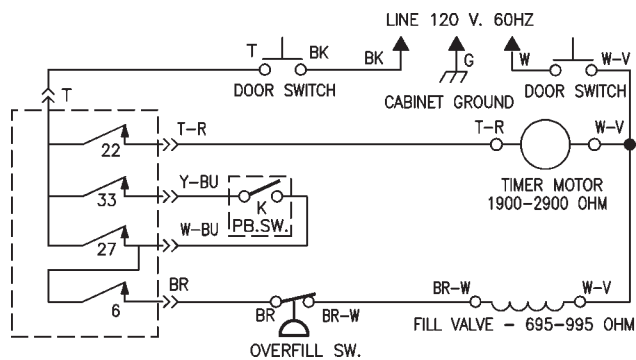 LINE 120 V. 60HZ
T BK BK G W W-V
DOOR SWITCH
CABINET GROUND
DOOR SWITCH
T
T-R T-R W-V
22
TIMER MOTOR
1900-2900 OHM
Y-BU
33
K
PB.SW.
W-BU
27
BR BR-W W-V
6
BR BR-W
FILL VALVE - 695-995 OHM
OVERFILL SW.